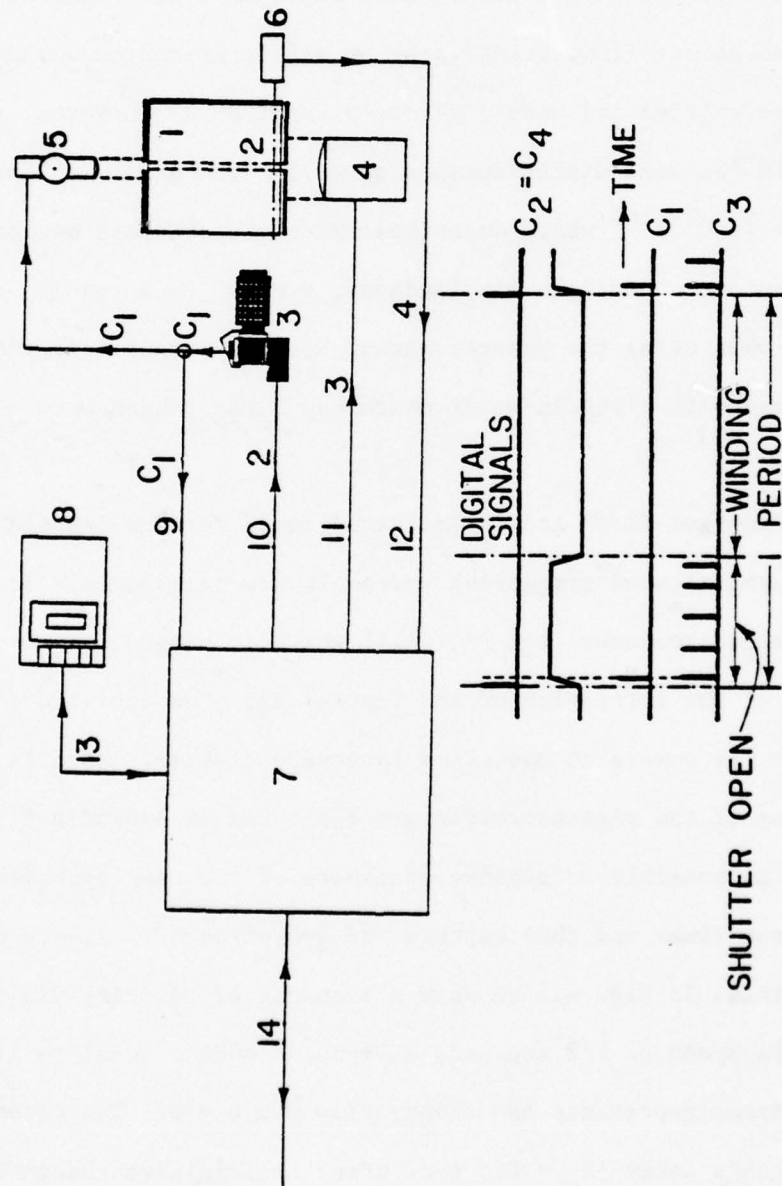 5
6
1
2
4
8
C₁
C₁
3
C₁
9
2
10
3
11
4
12
13
7
14
DIGITAL
SIGNALS
C₂ = C₄
TIME
C₁
C₃
WINDING
PERIOD
SHUTTER OPEN